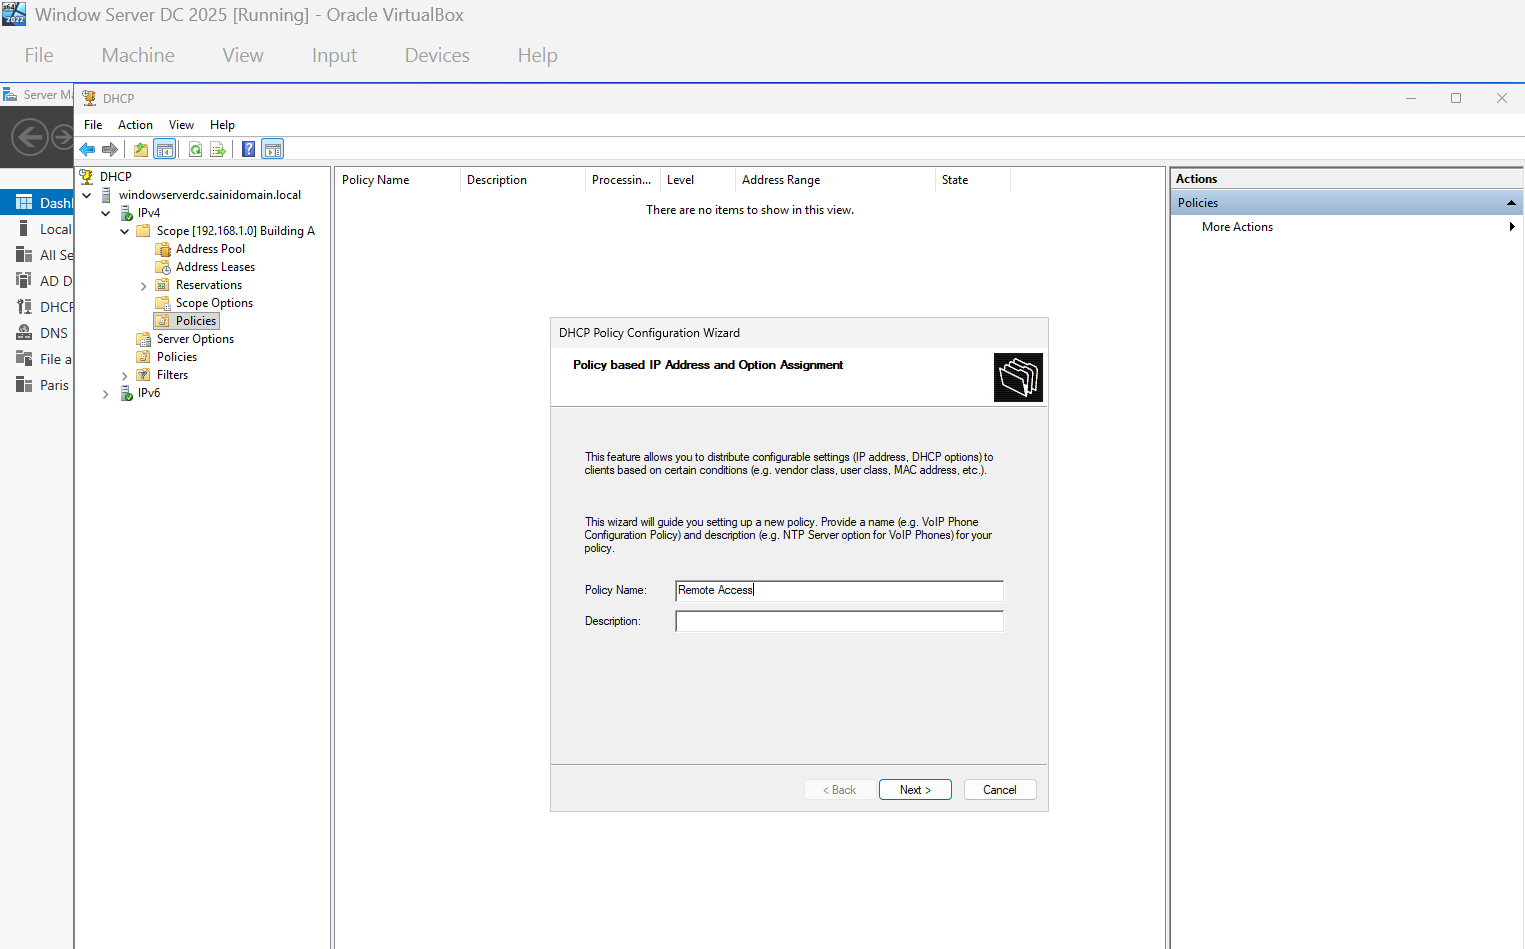 Window Server DC 2025 [Running] - Oracle VirtualBox
File Machine View Input Devices Help
Server Ma
DHCP
File Action View Help
Dashl
Local
All Se
AD D
DHCP
DNS
File a
Paris
DHCP
windowserverdc.sainidomain.local
IPv4
Scope [192.168.1.0] Building A
Address Pool
Address Leases
Reservations
Scope Options
Policies
Server Options
Policies
Filters
IPv6
Policy Name Description Processin... Level Address Range State
There are no items to show in this view.
DHCP Policy Configuration Wizard
Policy based IP Address and Option Assignment
This feature allows you to distribute configurable settings (IP address, DHCP options) to
clients based on certain conditions (e.g. vendor class, user class, MAC address, etc.).
This wizard will guide you setting up a new policy. Provide a name (e.g. VoIP Phone
Configuration Policy) and description (e.g. NTP Server option for VoIP Phones) for your
policy.
Policy Name: Remote Access
Description:
< Back Next > Cancel
Actions
Policies
More Actions